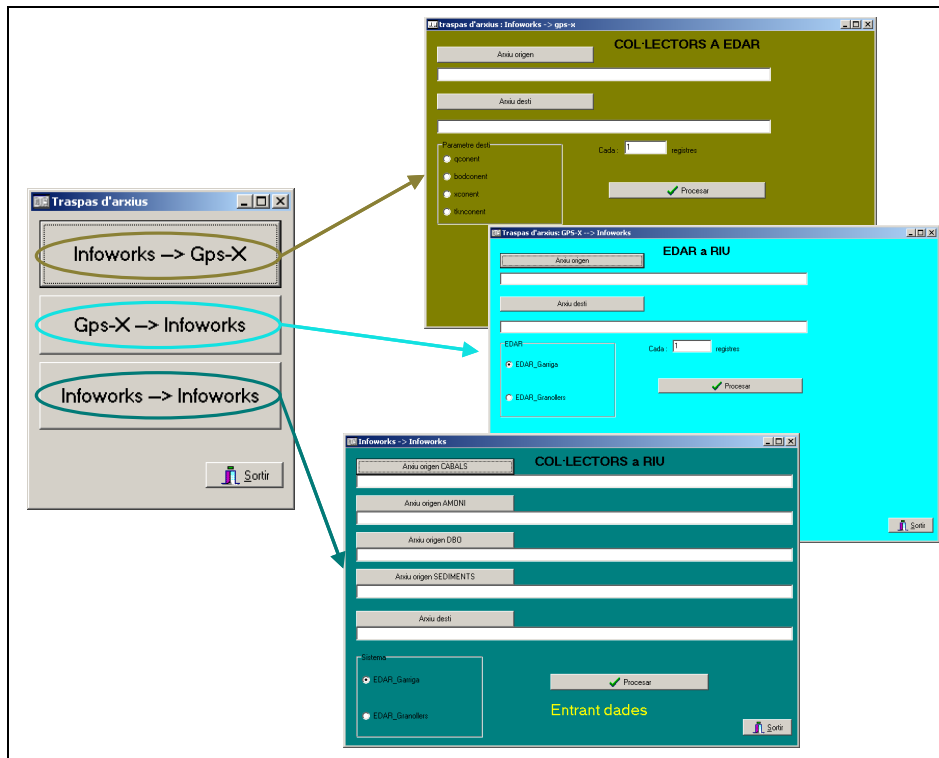 Traspas d'arxius
Infoworks –> Gps-X
Gps-X –> Infoworks
Infoworks –> Infoworks
Sortir
traspas d'arxius : Infoworks -> gps-x
COL·LECTORS A EDAR
Arxiu origen
Arxiu desti
Parametre desti
qconent
bodconent
xconent
tknconent
Cada : 1 registres
Procesar
Traspas d'arxius: GPS-X --> Infoworks
EDAR a RIU
Arxiu origen
Arxiu desti
EDAR
EDAR_Garriga
EDAR_Granollers
Cada : 1 registres
Procesar
Sortir
Infoworks -> Infoworks
COL·LECTORS a RIU
Arxiu origen CABALS
Arxiu origen AMONI
Arxiu origen DBO
Arxiu origen SEDIMENTS
Arxiu desti
Sistema
EDAR_Garriga
EDAR_Granollers
Procesar
Entrant dades
Sortir